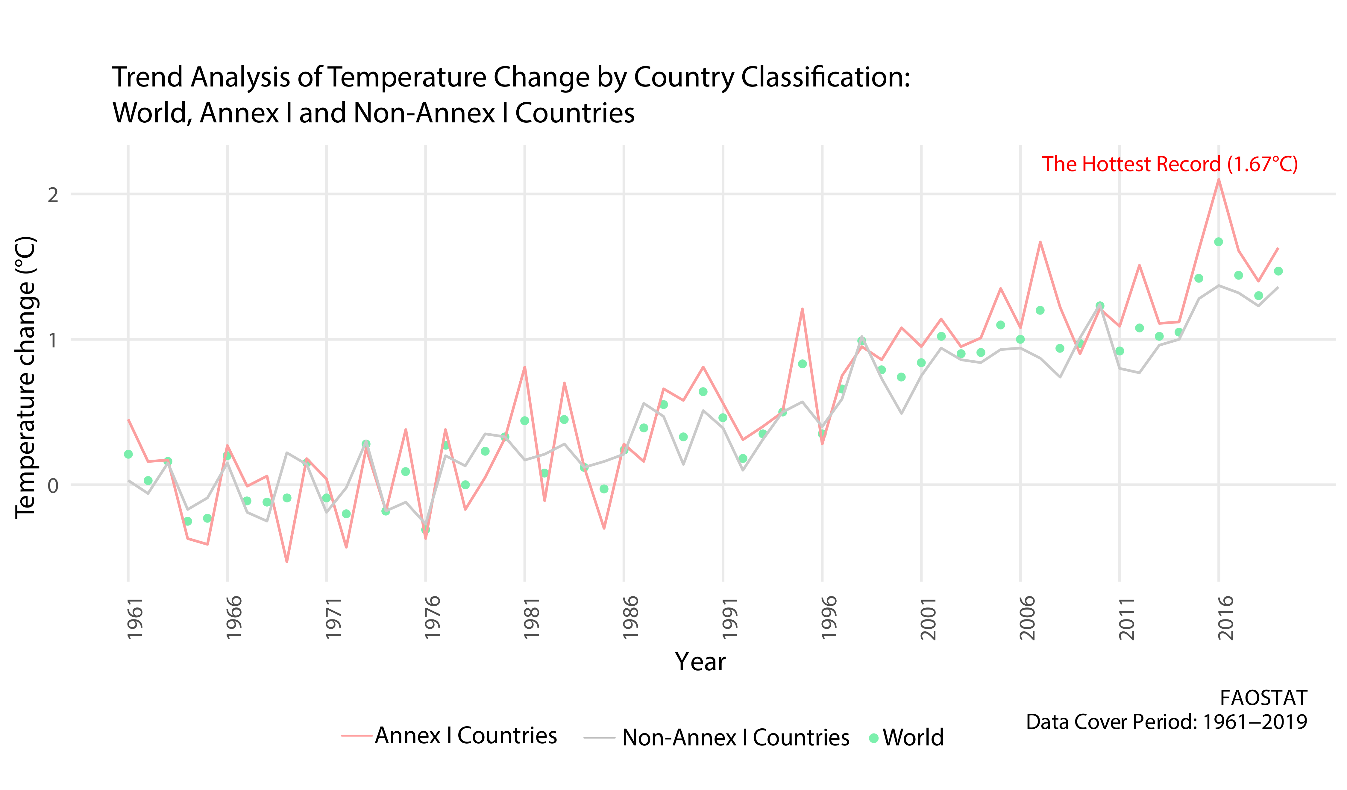 Trend Analysis of Temperature Change by Country Classification:
World, Annex I and Non-Annex I Countries
The Hottest Record (1.67°C)
Temperature change (°C)
2
1
0
1961
1966
1971
1976
1981
1986
1991
1996
2001
2006
2011
2016
Year
FAOSTAT
Data Cover Period: 1961−2019
Annex I Countries
Non-Annex I Countries
World